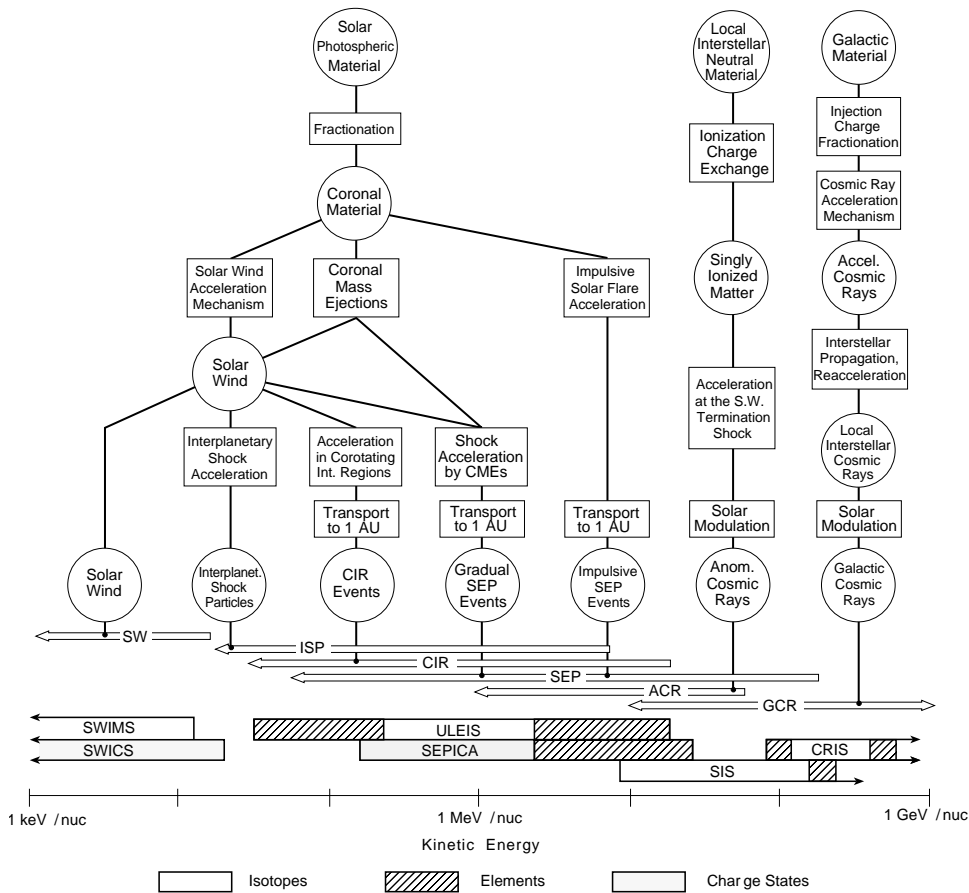 Solar
Photospheric
Material
Local
Interstellar
Neutral
Material
Galactic
Material
Fractionation
Ionization
Charge
Exchange
Injection
Charge
Fractionation
Coronal
Material
Cosmic Ray
Acceleration
Mechanism
Solar Wind
Acceleration
Mechanism
Coronal
Mass
Ejections
Impulsive
Solar Flare
Acceleration
Singly
Ionized
Matter
Accel.
Cosmic
Rays
Solar
Wind
Interstellar
Propagation,
Reacceleration
Acceleration
at the S.W.
Termination
Shock
Interplanetary
Shock
Acceleration
Acceleration
in Corotating
Int. Regions
Shock
Acceleration
by CMEs
Local
Interstellar
Cosmic
Rays
Transport
to 1 AU
Transport
to 1 AU
Transport
to 1 AU
Solar
Modulation
Solar
Modulation
Solar
Wind
Interplanet.
Shock
Particles
CIR
Events
Gradual
SEP
Events
Impulsive
SEP
Events
Anom.
Cosmic
Rays
Galactic
Cosmic
Rays
SW
ISP
CIR
SEP
ACR
GCR
SWIMS
ULEIS
SWICS
SEPICA
CRIS
SIS
1 keV /nuc
1 MeV /nuc
1 GeV /nuc
Kinetic Energy
Isotopes
Elements
Charge States